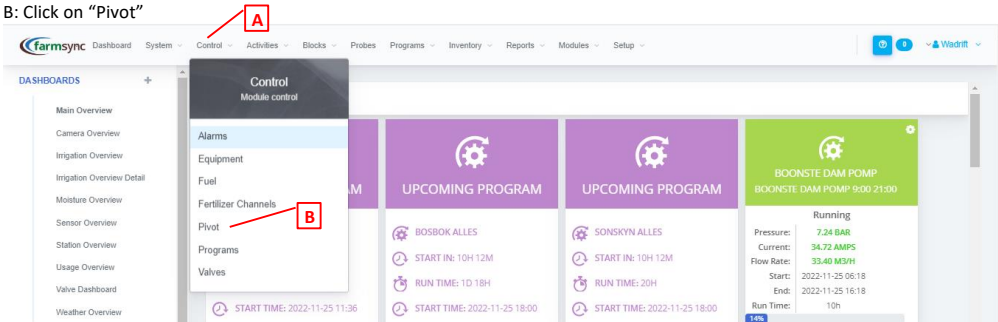 B: Click on “Pivot”
A
farmsync Dashboard System Control Activities Blocks Probes Programs Inventory Reports Modules Setup 0 Wadrift
DASHBOARDS +
Main Overview
Camera Overview
Irrigation Overview
Irrigation Overview Detail
Moisture Overview
Sensor Overview
Station Overview
Usage Overview
Valve Dashboard
Weather Overview
Control
Module control
Alarms
Equipment
Fuel
Fertilizer Channels
Pivot
Programs
Valves
B
START TIME: 2022-11-25 11:36
UPCOMING PROGRAM
BOSBOK ALLES
START IN: 10H 12M
RUN TIME: 1D 18H
START TIME: 2022-11-25 18:00
UPCOMING PROGRAM
SONSKYN ALLES
START IN: 10H 12M
RUN TIME: 20H
START TIME: 2022-11-25 18:00
BOONSTE DAM POMP
BOONSTE DAM POMP 9:00 21:00
Running
Pressure: 7.24 BAR
Current: 34.72 AMPS
Flow Rate: 33.40 M3/H
Start: 2022-11-25 06:18
End: 2022-11-25 16:18
Run Time: 10h
14%